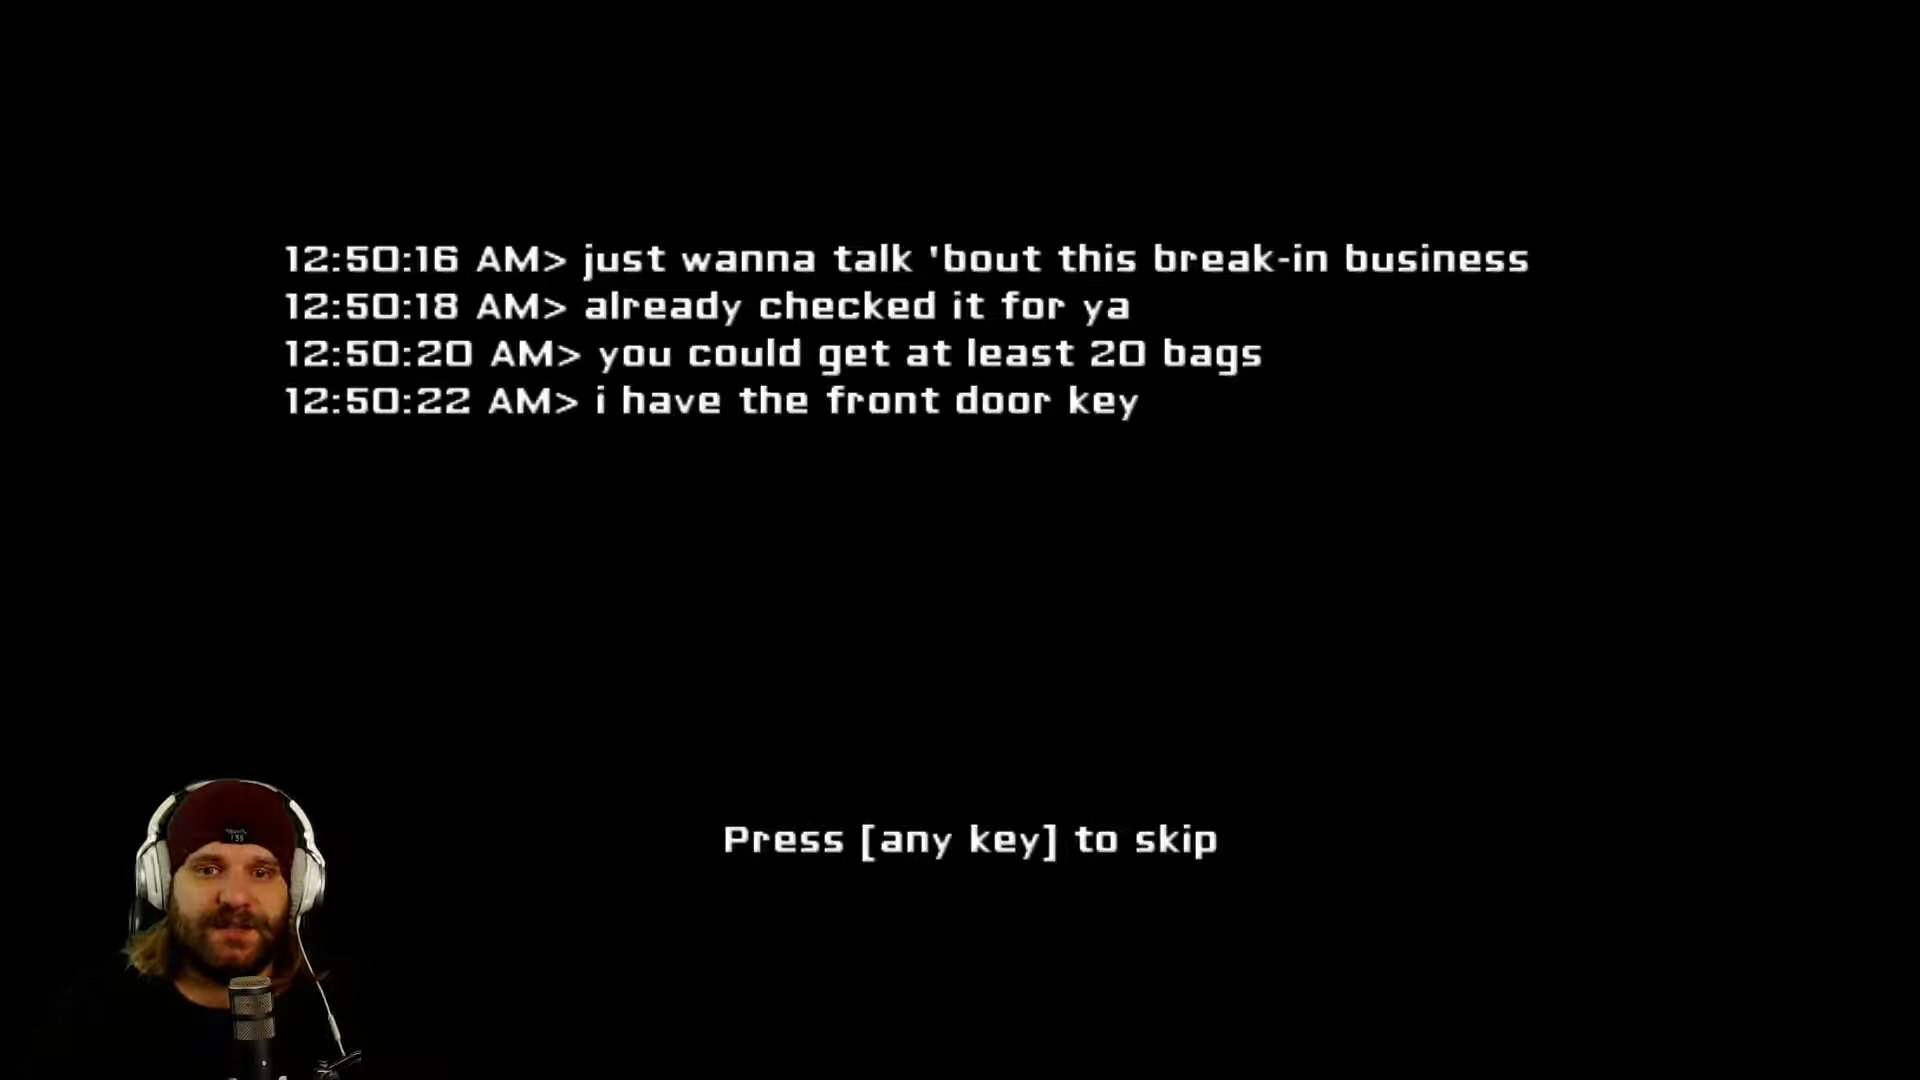 12:50:16 AM> just wanna talk 'bout this break-in business
12:50:18 AM> already checked it for ya
12:50:20 AM> you could get at least 20 bags
12:50:22 AM> i have the front door key
Press [any key] to skip